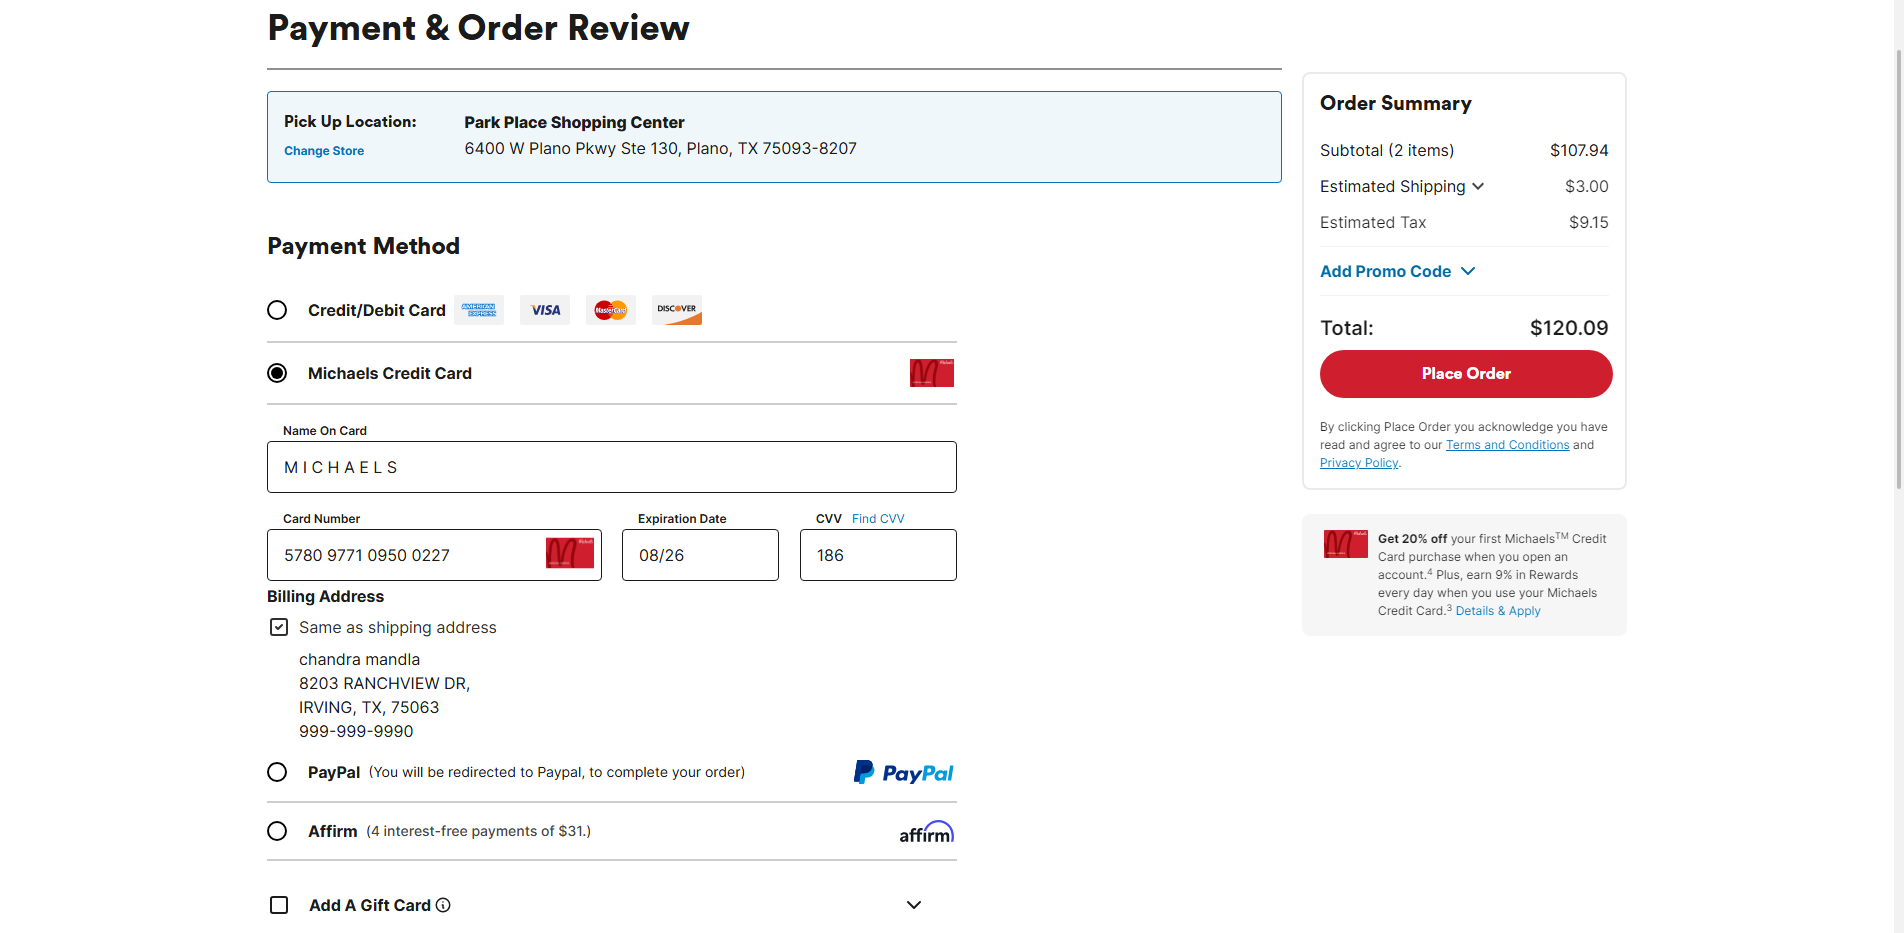 Payment & Order Review
Pick Up Location:
Change Store
Park Place Shopping Center
6400 W Plano Pkwy Ste 130, Plano, TX 75093-8207
Payment Method
Credit/Debit Card AMERICAN EXPRESS VISA MasterCard DISCOVER
Michaels Credit Card
Name On Card
MICHAELS
Card Number
5780 9771 0950 0227
Expiration Date
08/26
CVV Find CVV
186
Billing Address
Same as shipping address
chandra mandla
8203 RANCHVIEW DR,
IRVING, TX, 75063
999-999-9990
PayPal (You will be redirected to Paypal, to complete your order) PayPal
Affirm (4 interest-free payments of $31.) affirm
Add A Gift Card
Order Summary
Subtotal (2 items) $107.94
Estimated Shipping $3.00
Estimated Tax $9.15
Add Promo Code
Total: $120.09
Place Order
By clicking Place Order you acknowledge you have
read and agree to our Terms and Conditions and
Privacy Policy.
Get 20% off your first Michaels™ Credit
Card purchase when you open an
account.⁴ Plus, earn 9% in Rewards
every day when you use your Michaels
Credit Card.³ Details & Apply